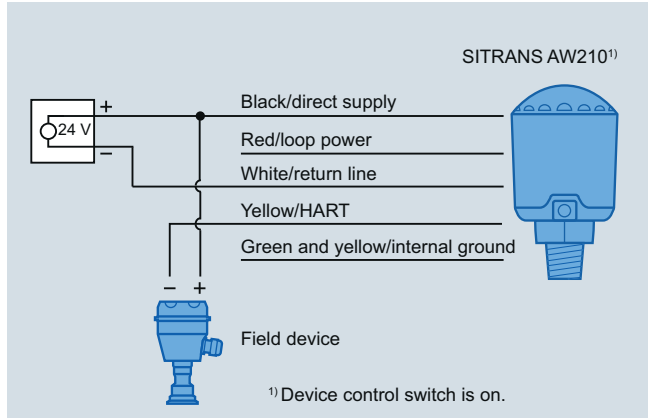 SITRANS AW210¹⁾
+
Black/direct supply
24 V
Red/loop power
−
White/return line
Yellow/HART
Green and yellow/internal ground
− +
Field device
¹⁾ Device control switch is on.